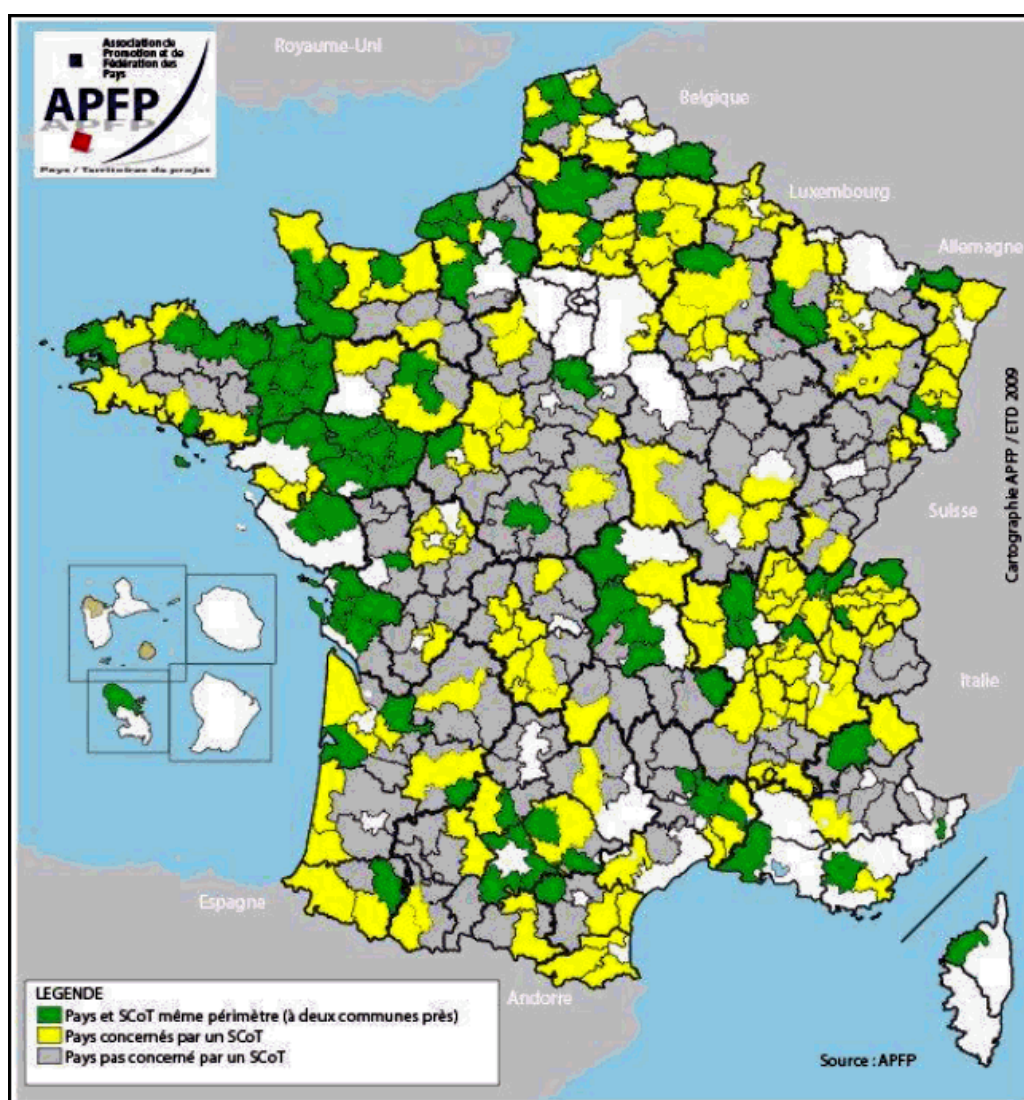 Association de
Promotion et de
Fédération des
Pays
APFP
Pays / Territoires de projet
Royaume-Uni
Belgique
Luxembourg
Allemagne
Cartographie APFP / ETD 2009
Suisse
Italie
Espagne
Andorre
LEGENDE
Pays et SCoT même périmètre (à deux communes près)
Pays concernés par un SCoT
Pays pas concerné par un SCoT
Source : APFP